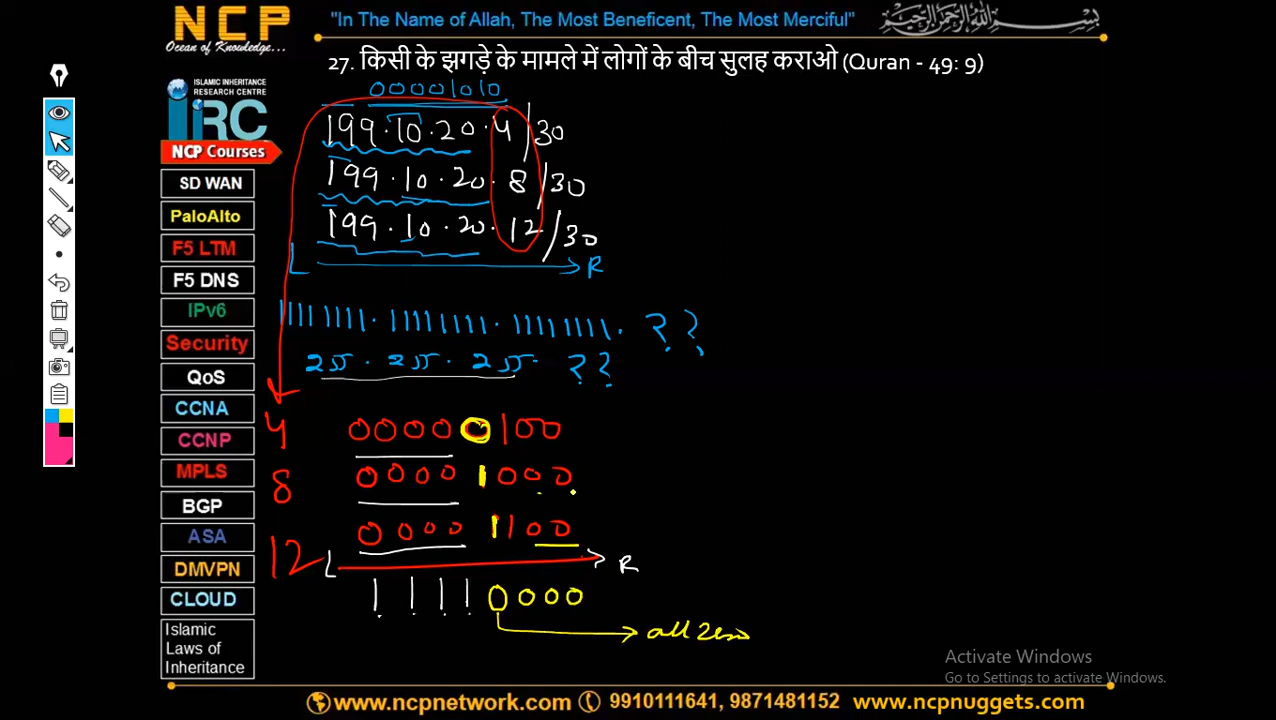 NCP
Ocean of Knowledge...
"In The Name of Allah, The Most Beneficent, The Most Merciful"
بسم الله الرحمن الرحيم
27. किसी के झगड़े के मामले में लोगों के बीच सुलह कराओ (Quran - 49: 9)
ISLAMIC INHERITANCE
RESEARCH CENTRE
IRC
NCP Courses
SD WAN
PaloAlto
F5 LTM
F5 DNS
IPv6
Security
QoS
CCNA
CCNP
MPLS
BGP
ASA
DMVPN
CLOUD
Islamic
Laws of
Inheritance
00001010
199.10.20.4/30
199.10.20.8/30
199.10.20.12/30
L R
11111111.11111111.11111111.??
255.255.255.??
4 00000100
8 00001000
12 00001100
L R
11110000
all zero
Activate Windows
Go to Settings to activate Windows.
www.ncpnetwork.com 9910111641, 9871481152 www.ncpnuggets.com